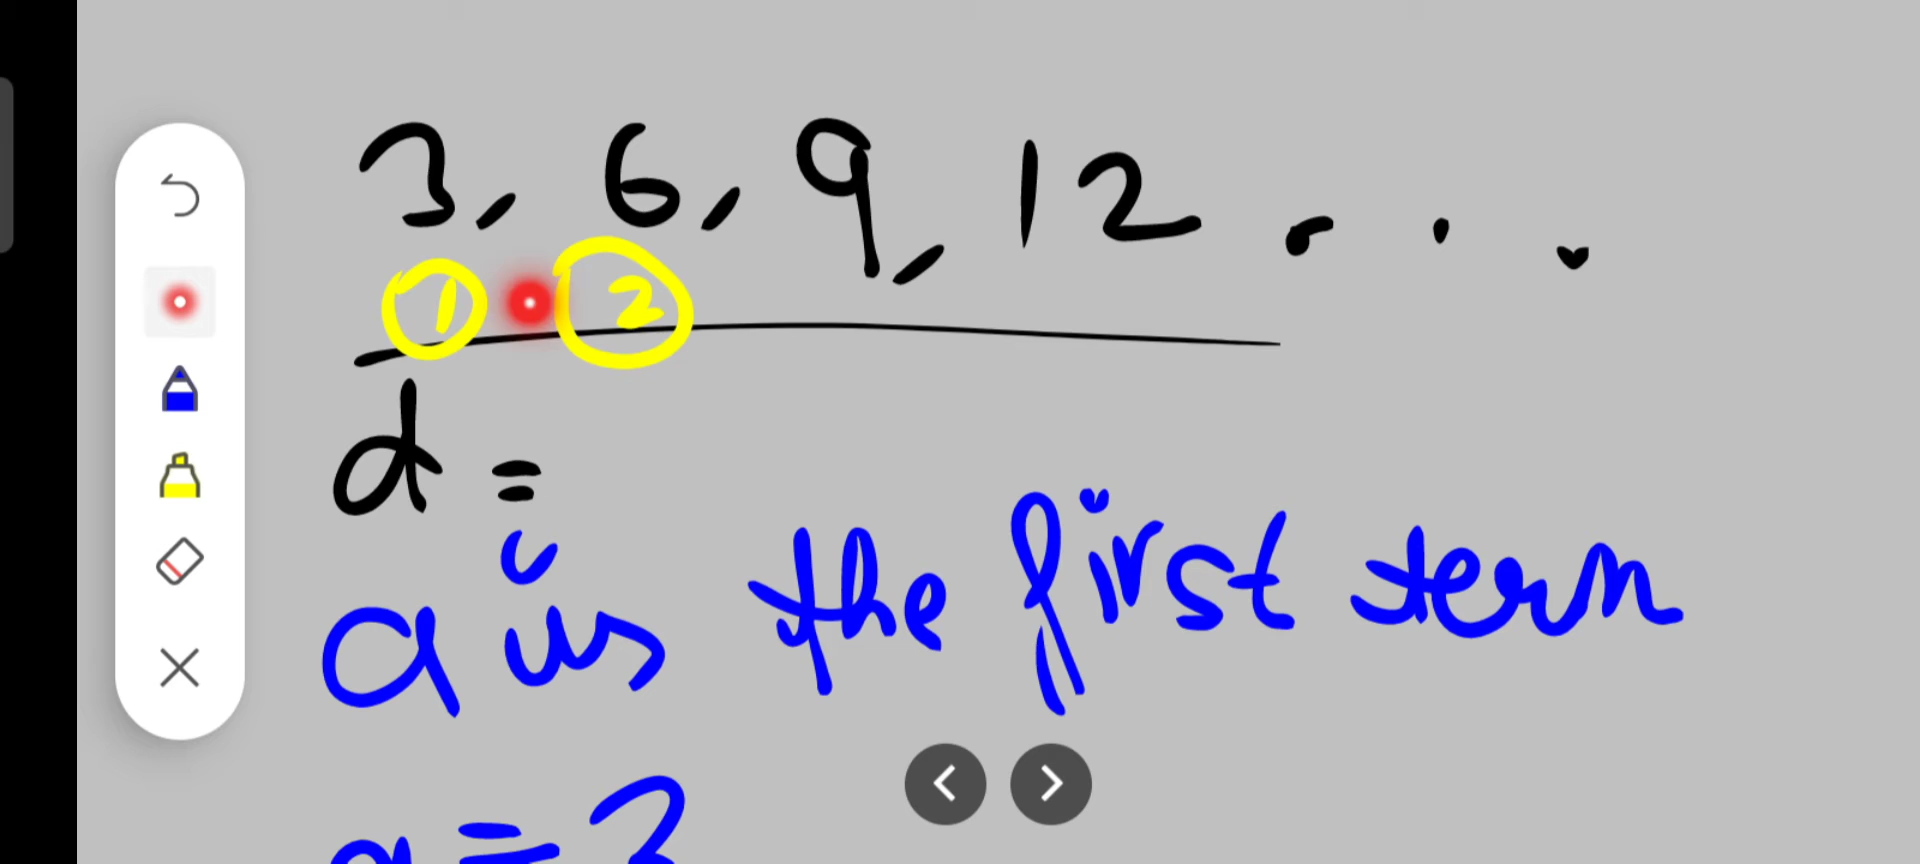 3, 6, 9, 12 . . .
① ②
d =
a is the first term
a = 3